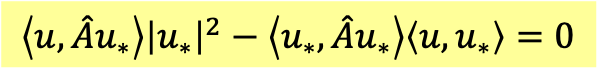 ⟨u, Âu∗⟩|u∗|² − ⟨u∗, Âu∗⟩⟨u, u∗⟩ = 0